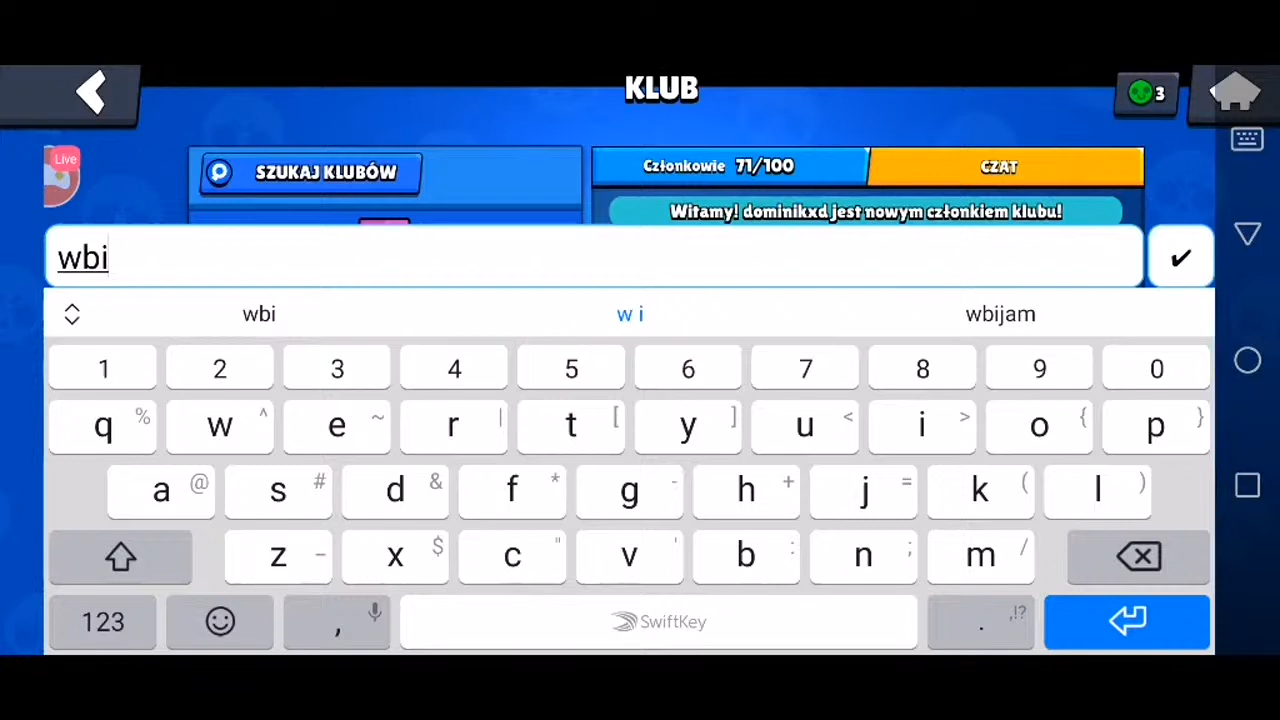 KLUB
3
Live
SZUKAJ KLUBÓW
Członkowie 71/100
CZAT
Witamy! dominikxd jest nowym członkiem klubu!
wbi
wbi w i wbijam
1 2 3 4 5 6 7 8 9 0
q % w ^ e ~ r | t [ y ] u < i > o { p }
a @ s # d & f * g - h + j = k ( l )
z _ x $ c " v ' b : n ; m /
123 , SwiftKey . ,!?